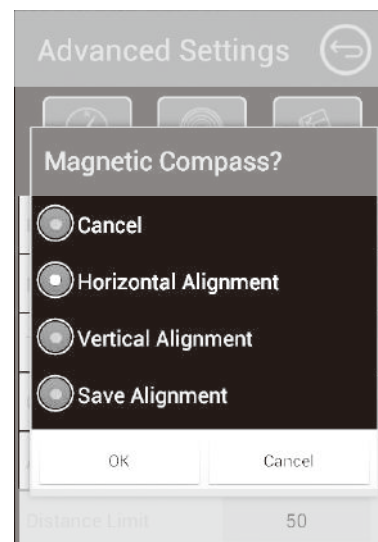 Advanced Settings
Magnetic Compass?
Cancel
Horizontal Alignment
Vertical Alignment
Save Alignment
OK Cancel
Distance Limit 50